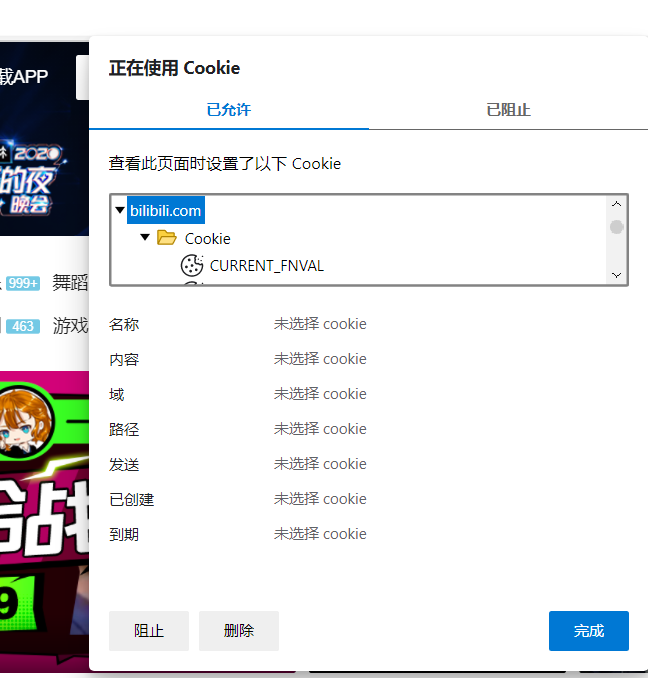 正在使用 Cookie
载APP
已允许
已阻止
2020
的夜
晚会
查看此页面时设置了以下 Cookie
bilibili.com
Cookie
CURRENT_FNVAL
999+ 舞蹈
463 游戏
名称 未选择 cookie
内容 未选择 cookie
域 未选择 cookie
路径 未选择 cookie
发送 未选择 cookie
已创建 未选择 cookie
到期 未选择 cookie
合战
9
阻止
删除
完成